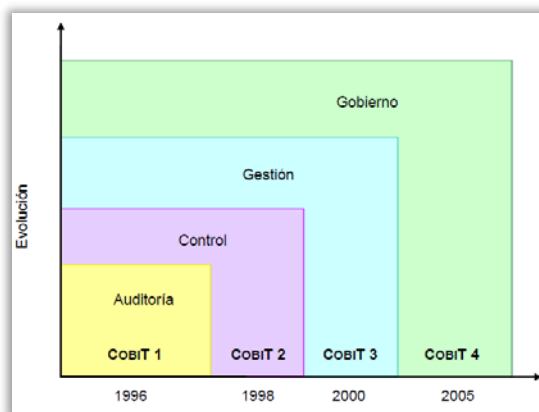 Evolución
Gobierno
Gestión
Control
Auditoría
COBIT 1 COBIT 2 COBIT 3 COBIT 4
1996 1998 2000 2005